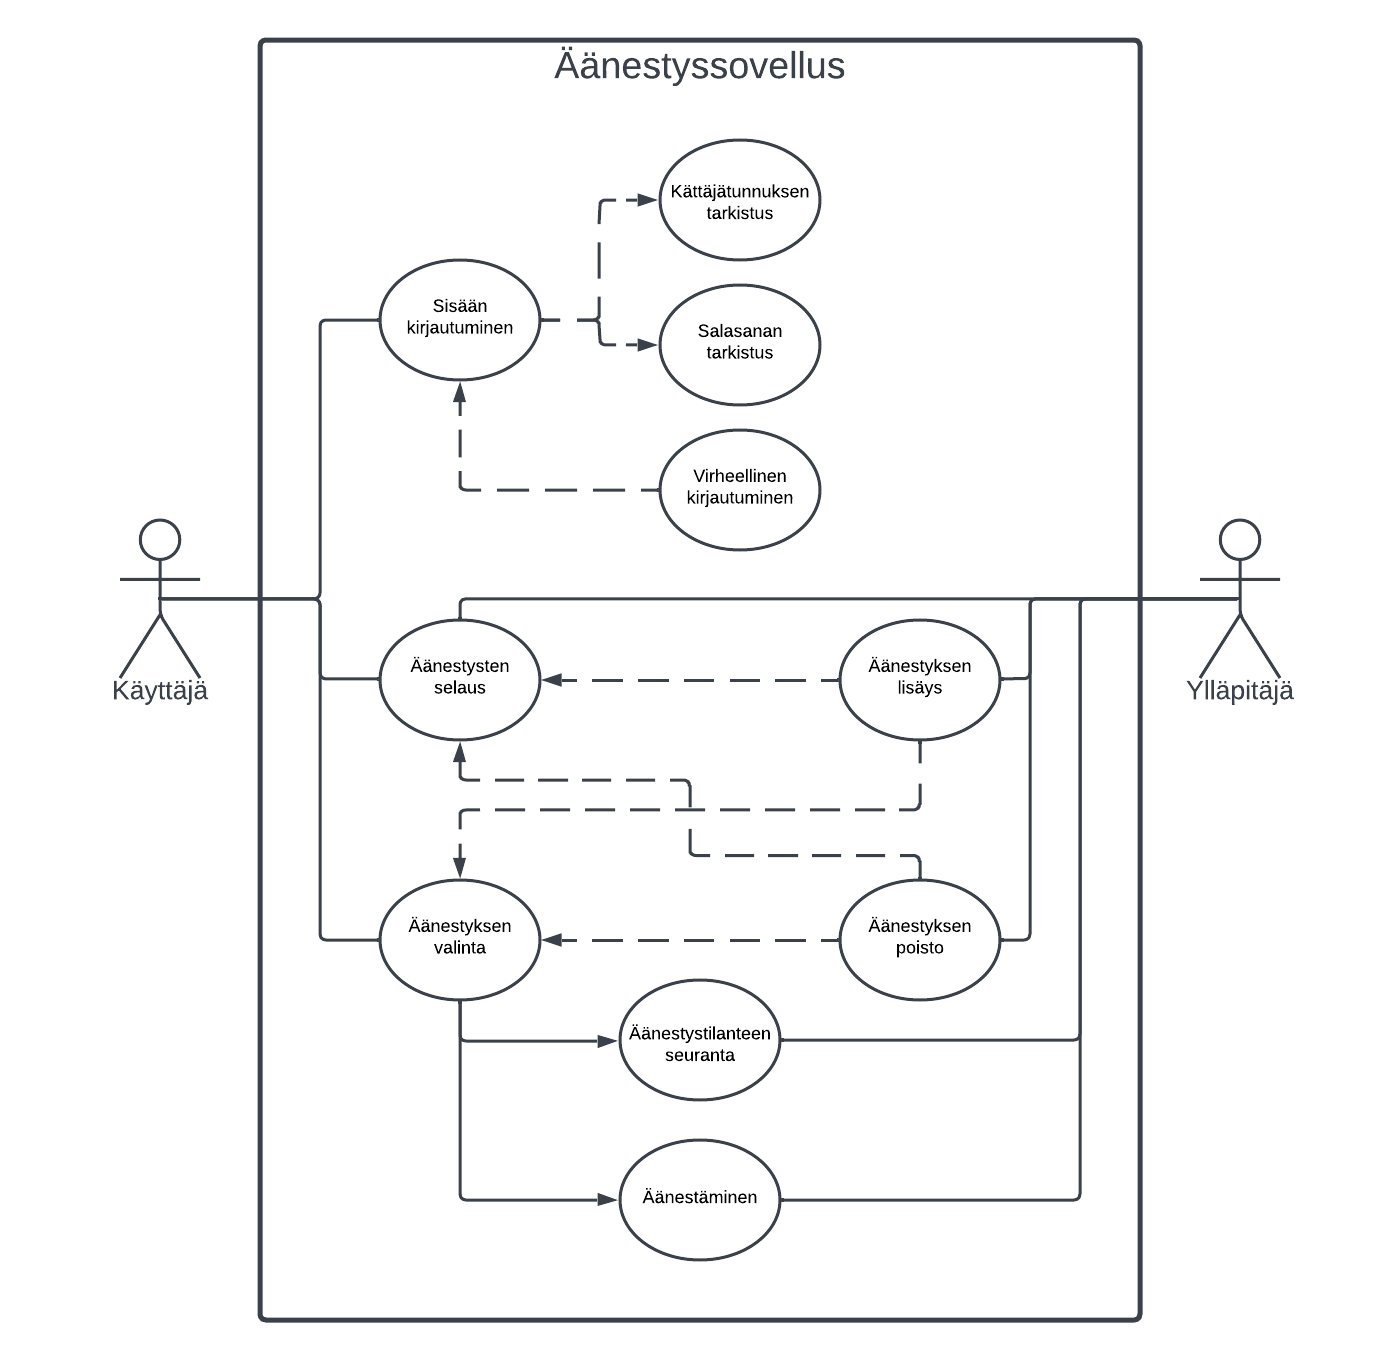 Äänestyssovellus
Kättäjätunnuksen
tarkistus
Sisään
kirjautuminen
Salasanan
tarkistus
Virheellinen
kirjautuminen
Käyttäjä
Ylläpitäjä
Äänestysten
selaus
Äänestyksen
lisäys
Äänestyksen
valinta
Äänestyksen
poisto
Äänestystilanteen
seuranta
Äänestäminen